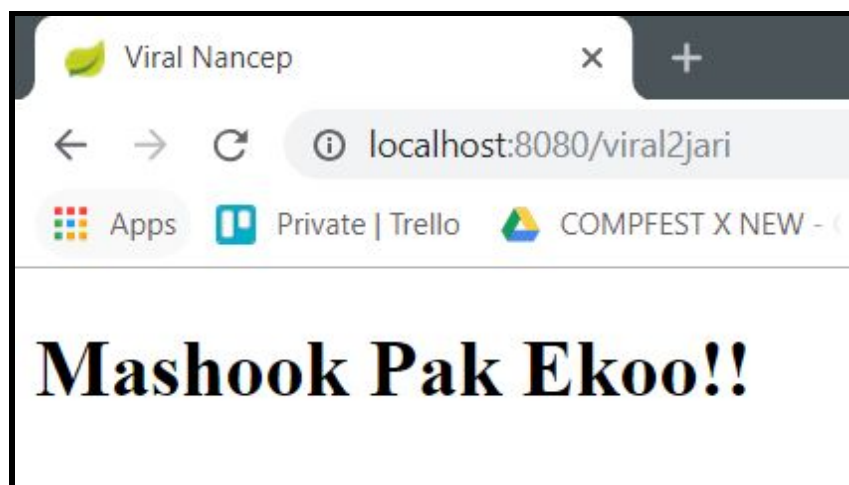 Viral Nancep
localhost:8080/viral2jari
Apps Private | Trello COMPFEST X NEW -
Mashook Pak Ekoo!!